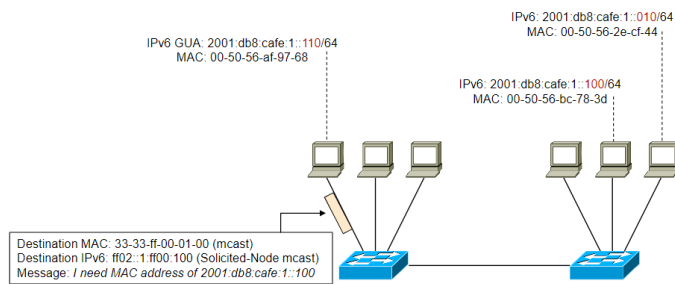 IPv6: 2001:db8:cafe:1::010/64
MAC: 00-50-56-2e-cf-44
IPv6 GUA: 2001:db8:cafe:1::110/64
MAC: 00-50-56-af-97-68
IPv6: 2001:db8:cafe:1::100/64
MAC: 00-50-56-bc-78-3d
Destination MAC: 33-33-ff-00-01-00 (mcast)
Destination IPv6: ff02::1:ff00:100 (Solicited-Node mcast)
Message: I need MAC address of 2001:db8:cafe:1::100